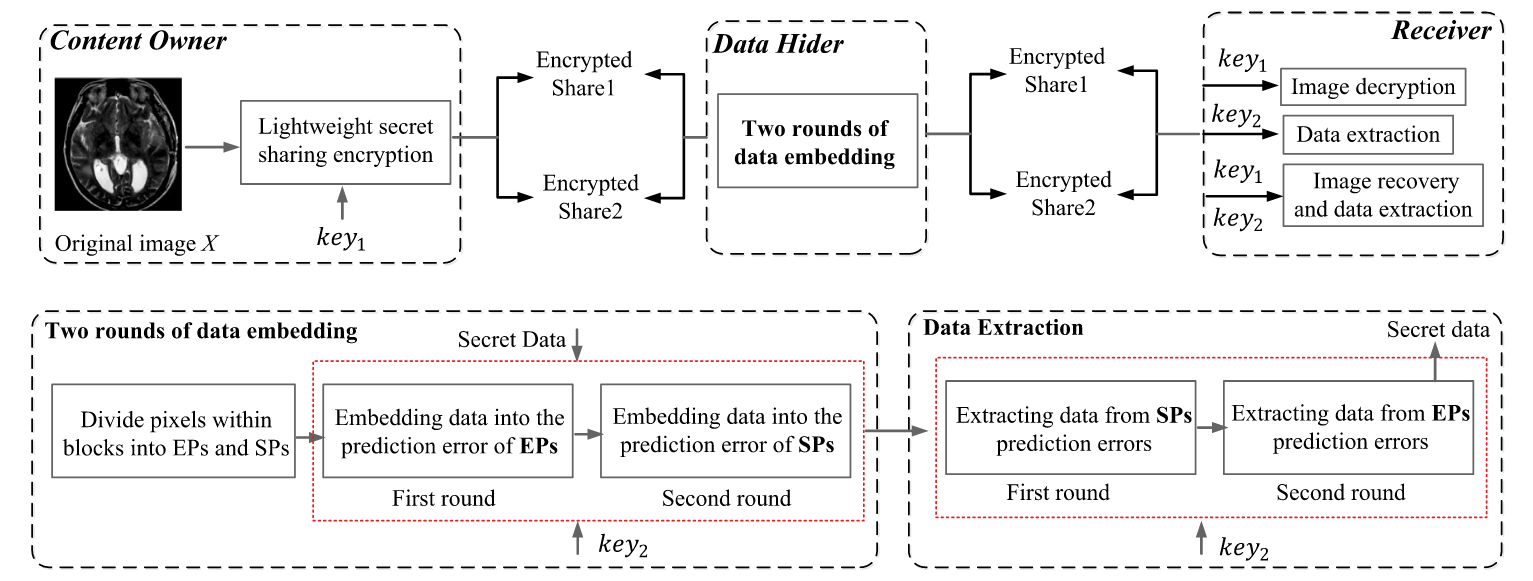 Content Owner
Original image X
Lightweight secret
sharing encryption
key₁
Encrypted
Share1
Encrypted
Share2
Data Hider
Two rounds of
data embedding
Encrypted
Share1
Encrypted
Share2
Receiver
key₁
Image decryption
key₂
Data extraction
key₁
key₂
Image recovery
and data extraction
Two rounds of data embedding
Secret Data
Divide pixels within
blocks into EPs and SPs
Embedding data into the
prediction error of EPs
First round
Embedding data into the
prediction error of SPs
Second round
key₂
Data Extraction
Secret data
Extracting data from SPs
prediction errors
First round
Extracting data from EPs
prediction errors
Second round
key₂